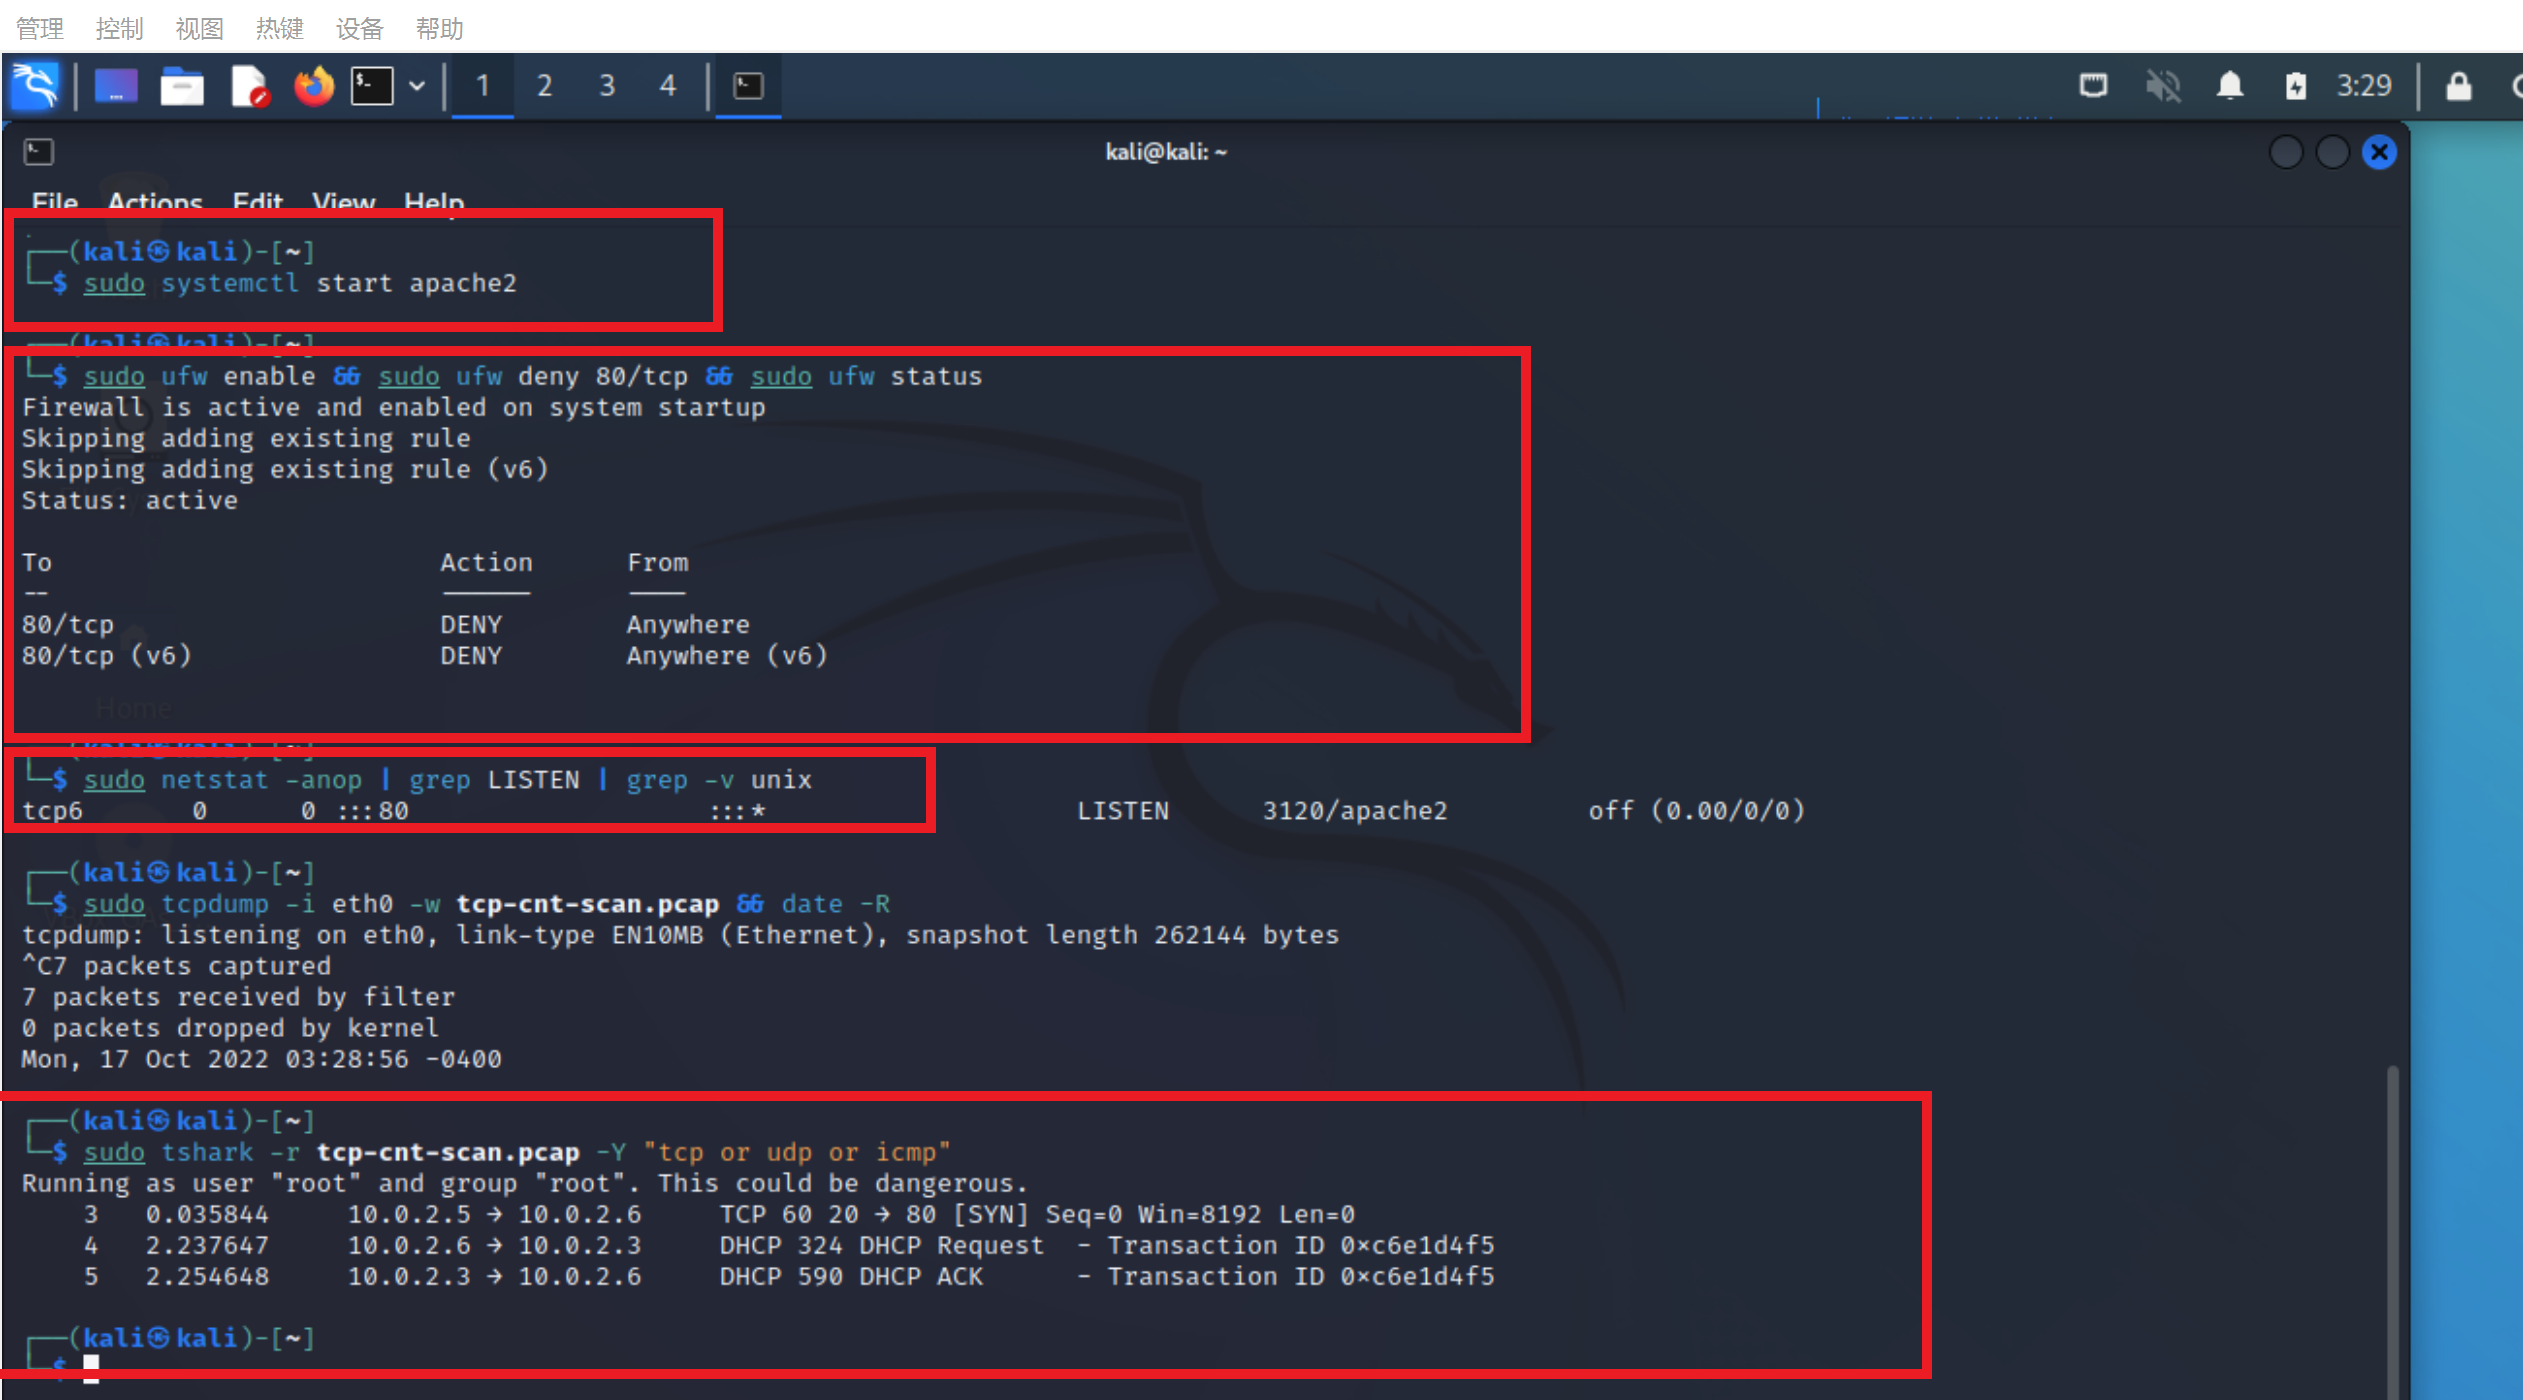 管理 控制 视图 热键 设备 帮助
1 2 3 4 3:29
kali@kali: ~
File Actions Edit View Help
┌──(kali㉿kali)-[~]
└─$ sudo systemctl start apache2
┌──(kali㉿kali)-[~]
└─$ sudo ufw enable && sudo ufw deny 80/tcp && sudo ufw status
Firewall is active and enabled on system startup
Skipping adding existing rule
Skipping adding existing rule (v6)
Status: active
To Action From
-- ------ ----
80/tcp DENY Anywhere
80/tcp (v6) DENY Anywhere (v6)
Home
┌──(kali㉿kali)-[~]
└─$ sudo netstat -anop | grep LISTEN | grep -v unix
tcp6 0 0 :::80 :::* LISTEN 3120/apache2 off (0.00/0/0)
┌──(kali㉿kali)-[~]
└─$ sudo tcpdump -i eth0 -w tcp-cnt-scan.pcap && date -R
tcpdump: listening on eth0, link-type EN10MB (Ethernet), snapshot length 262144 bytes
^C7 packets captured
7 packets received by filter
0 packets dropped by kernel
Mon, 17 Oct 2022 03:28:56 -0400
┌──(kali㉿kali)-[~]
└─$ sudo tshark -r tcp-cnt-scan.pcap -Y "tcp or udp or icmp"
Running as user "root" and group "root". This could be dangerous.
3 0.035844 10.0.2.5 → 10.0.2.6 TCP 60 20 → 80 [SYN] Seq=0 Win=8192 Len=0
4 2.237647 10.0.2.6 → 10.0.2.3 DHCP 324 DHCP Request - Transaction ID 0xc6e1d4f5
5 2.254648 10.0.2.3 → 10.0.2.6 DHCP 590 DHCP ACK - Transaction ID 0xc6e1d4f5
┌──(kali㉿kali)-[~]
└─$